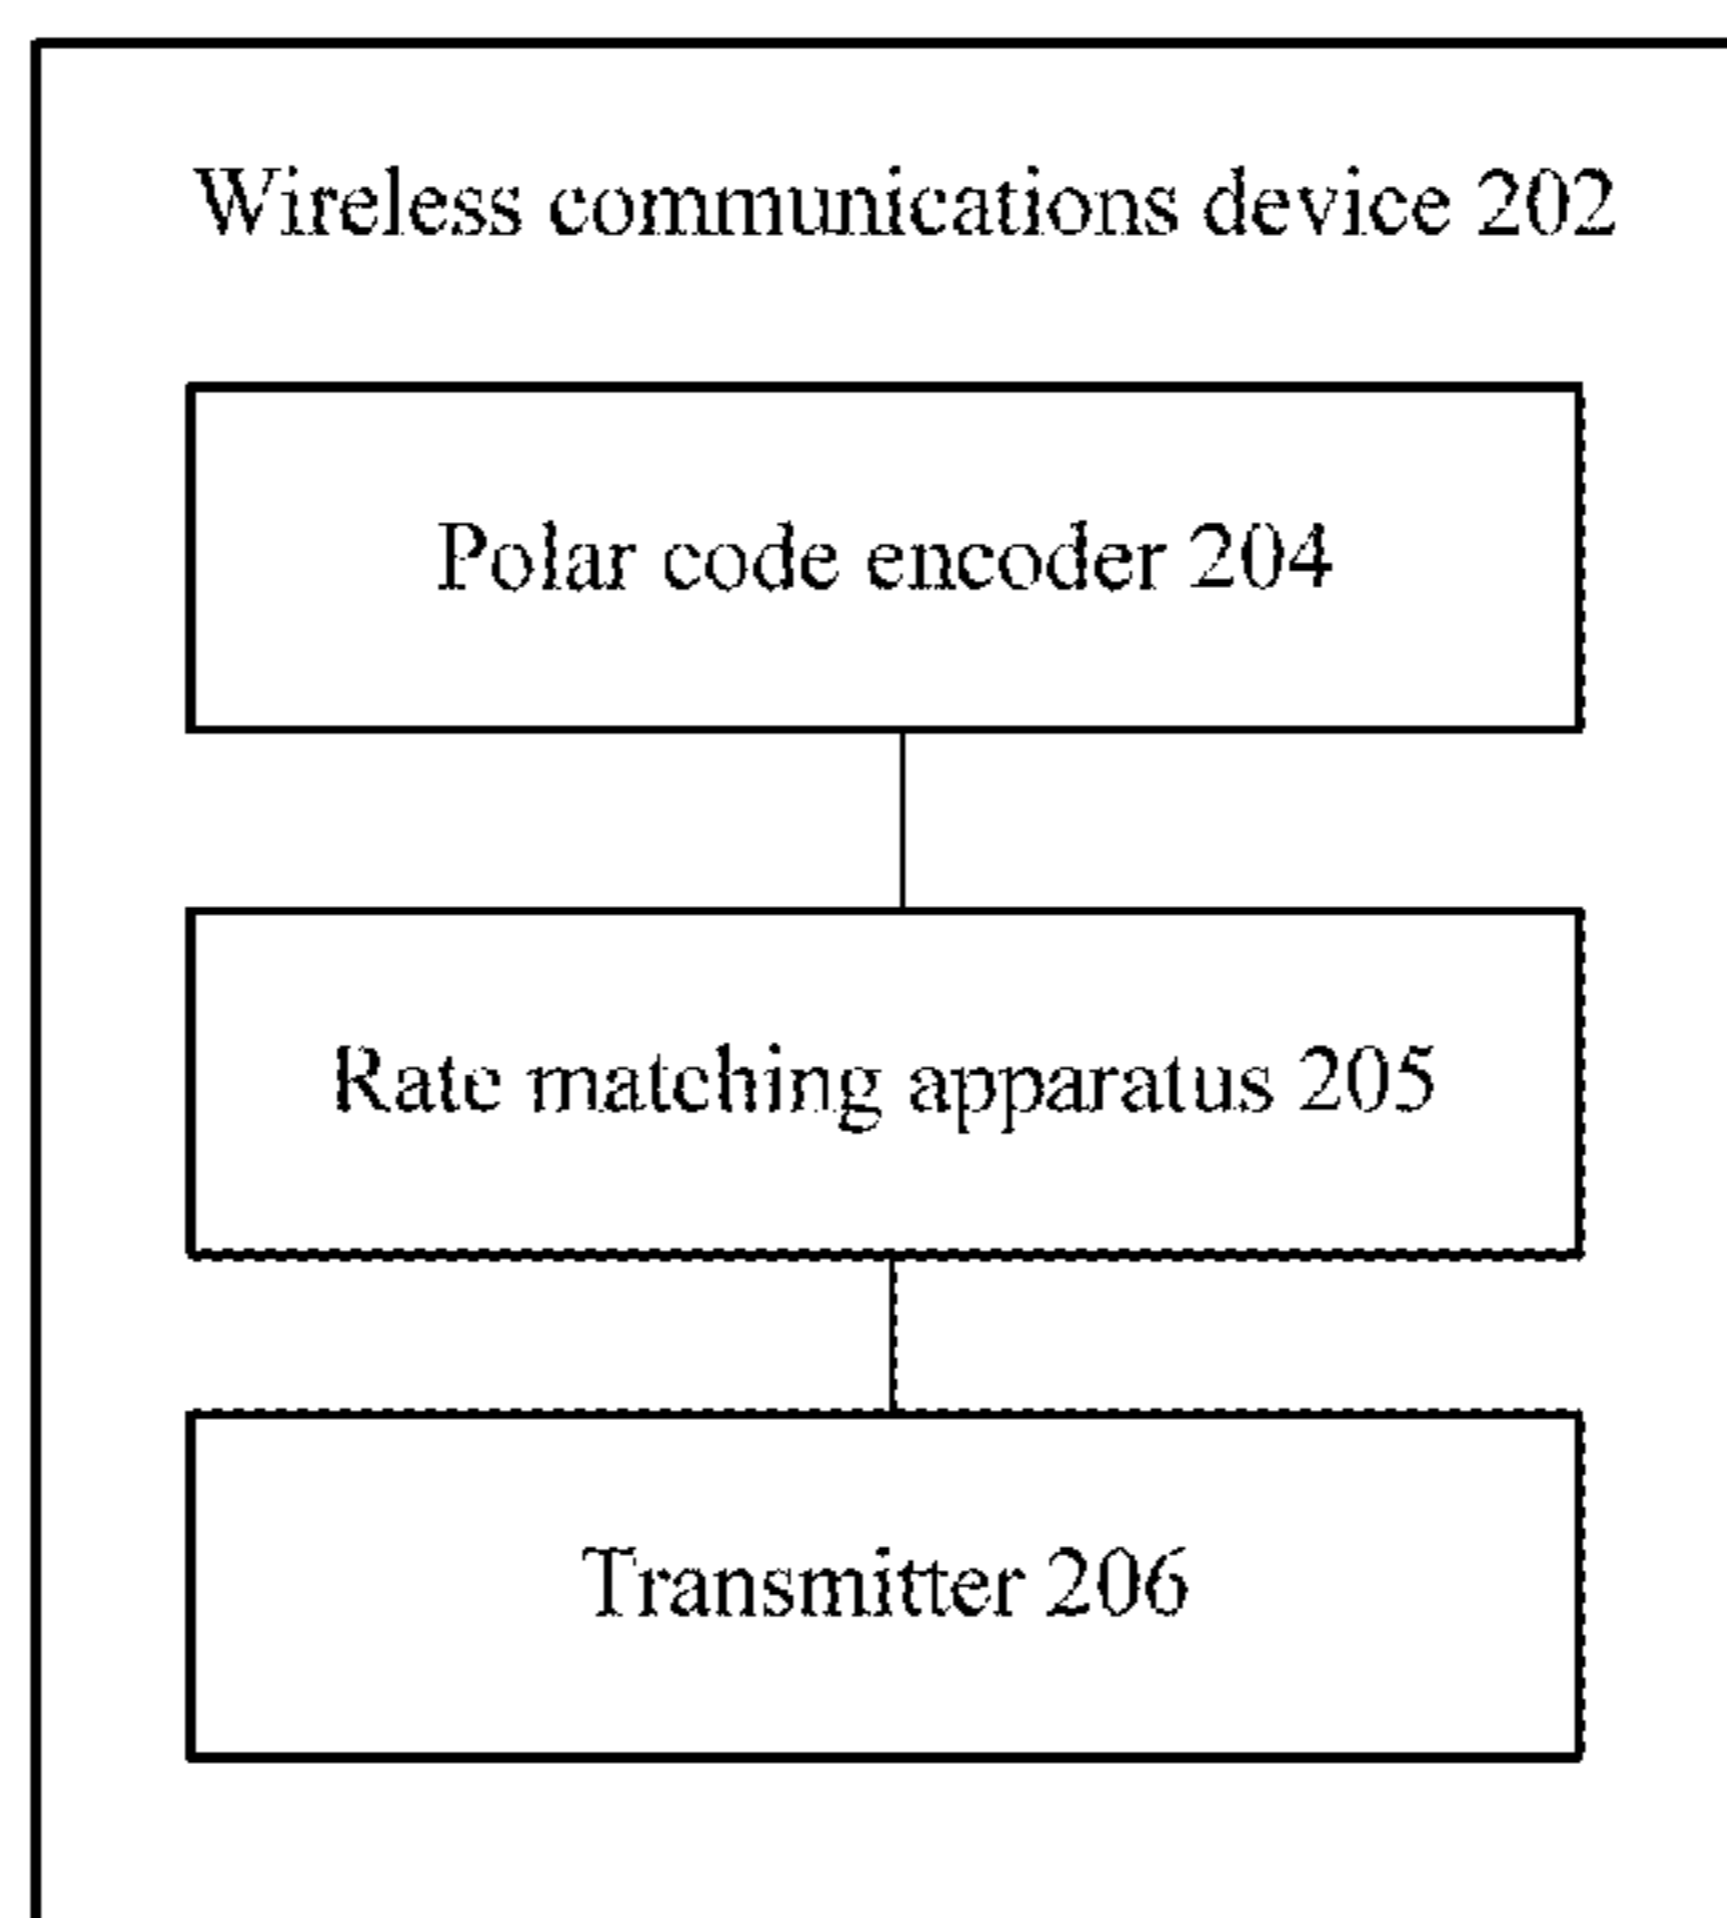 Wireless communications device 202
Polar code encoder 204
Rate matching apparatus 205
Transmitter 206